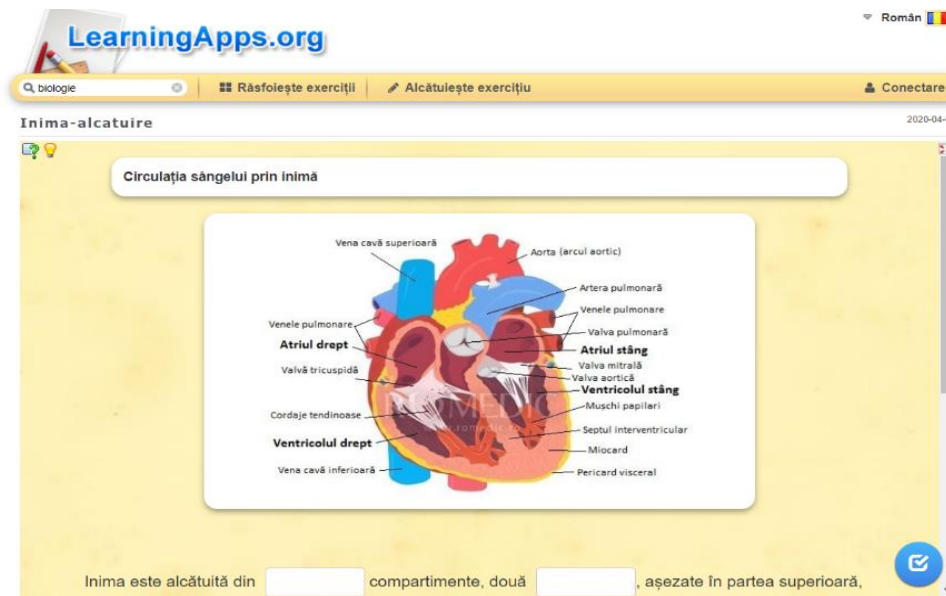 LearningApps.org
Român
biologie
Răsfoiește exerciții
Alcătuiește exercițiu
Conectare
Inima-alcatuire
2020-04-
Circulația sângelui prin inimă
Vena cavă superioară
Aorta (arcul aortic)
Artera pulmonară
Venele pulmonare
Venele pulmonare
Valva pulmonară
Atriul drept
Atriul stâng
Valvă tricuspidă
Valva mitrală
Valva aortică
Ventricolul stâng
Mușchi papilari
Cordaje tendinoase
Septul interventricular
Ventricolul drept
Miocard
Vena cavă inferioară
Pericard visceral
Inima este alcătuită din compartimente, două , așezate în partea superioară,